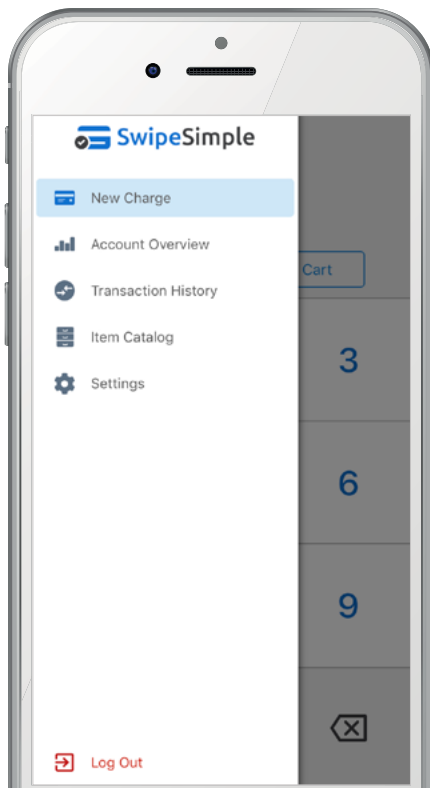 SwipeSimple
New Charge
Account Overview
Transaction History
Item Catalog
Settings
Log Out
Cart
3
6
9